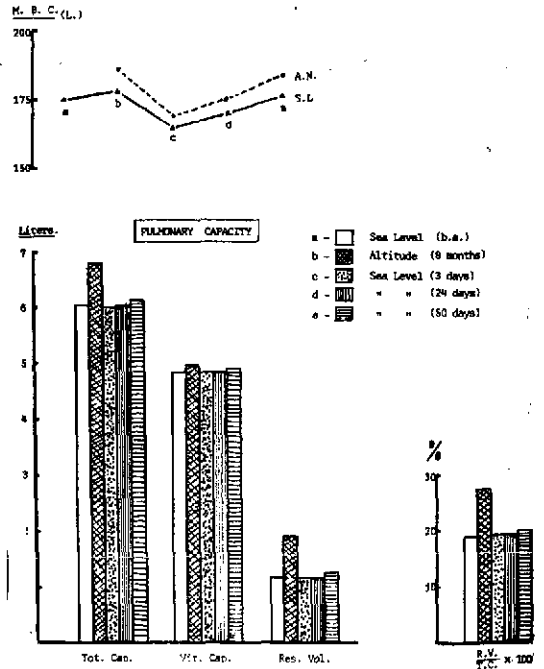 M. B. C. (L.)
200
175
150
A.N.
S.L
a
b
c
d
e
Liters.
PULMONARY CAPACITY
a - Sea Level (b.a.)
b - Altitude (8 months)
c - Sea Level (3 days)
d - " " (24 days)
e - " " (50 days)
7
6
5
4
3
30
20
10
Tot. Cap. Vit. Cap. Res. Vol.
R.V.
T.C. x 100